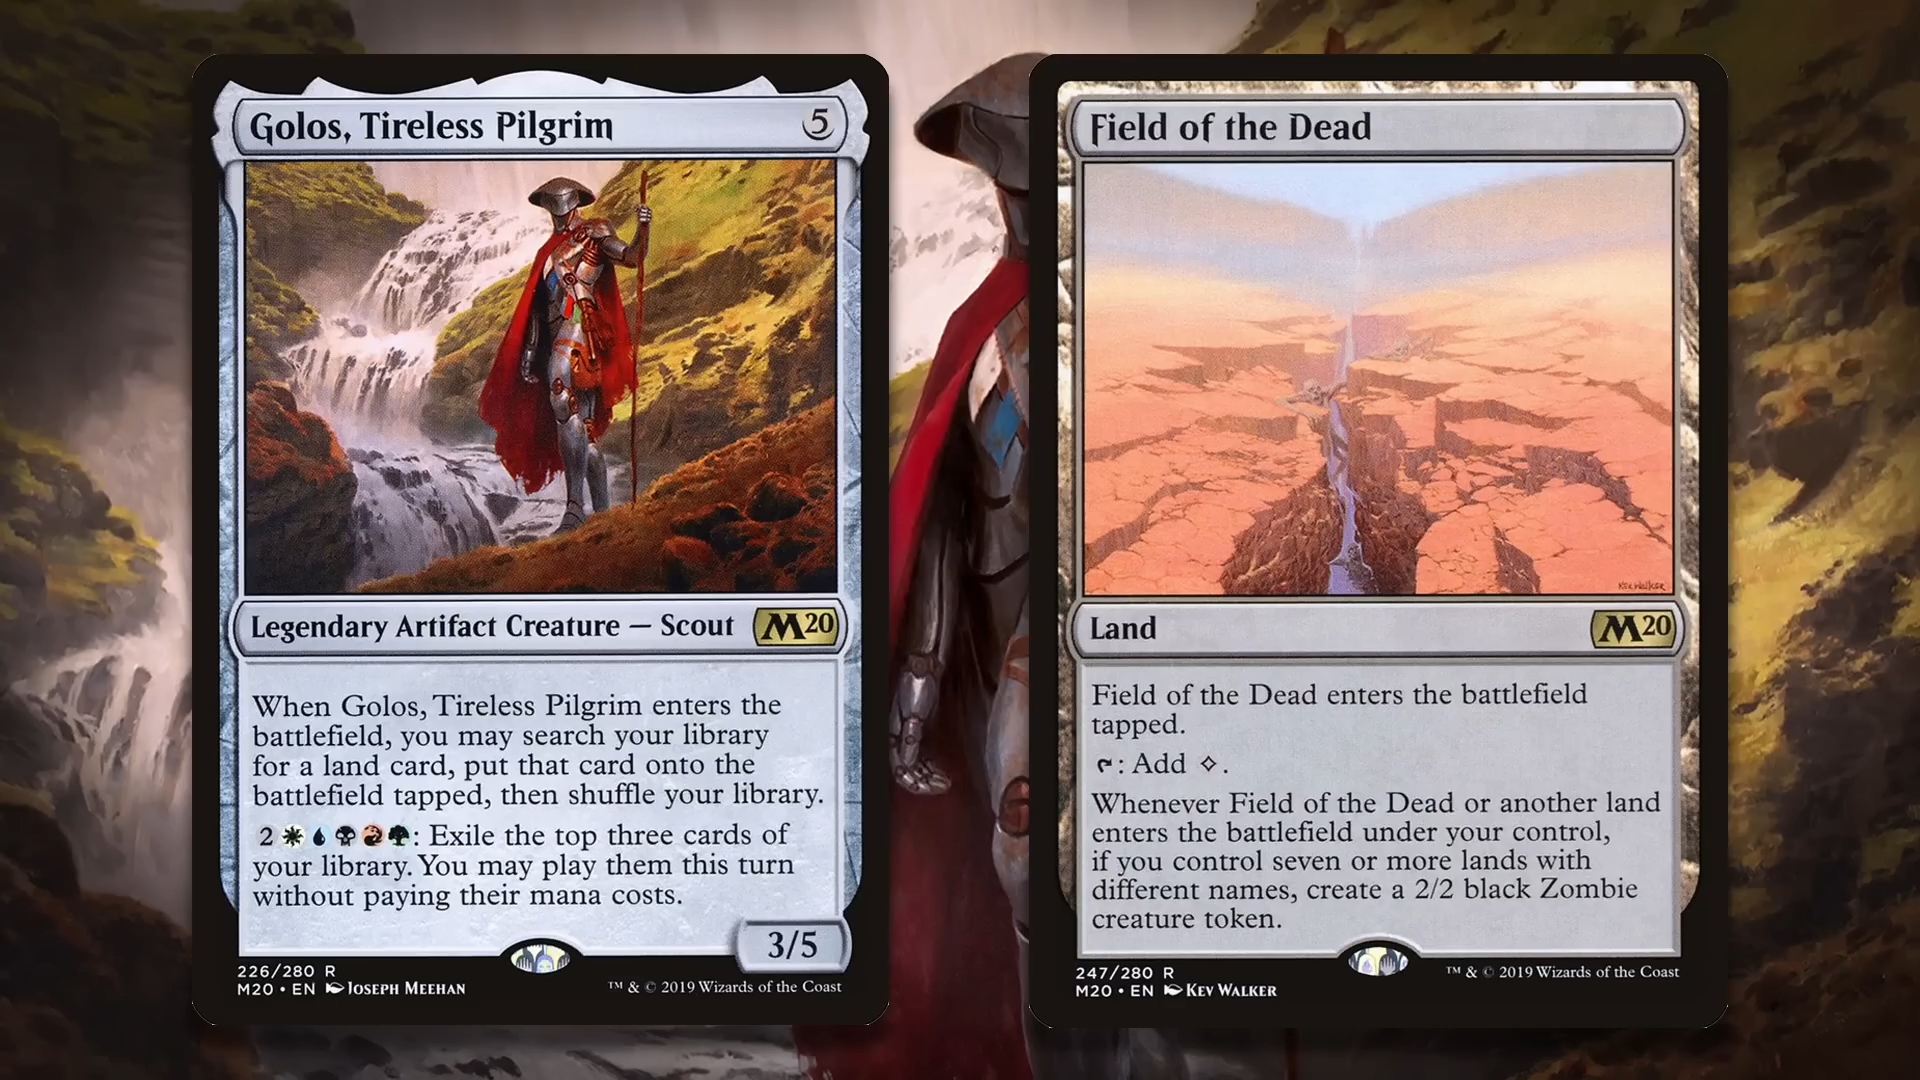 Golos, Tireless Pilgrim 5
Legendary Artifact Creature — Scout M20
When Golos, Tireless Pilgrim enters the
battlefield, you may search your library
for a land card, put that card onto the
battlefield tapped, then shuffle your library.
2: Exile the top three cards of
your library. You may play them this turn
without paying their mana costs.
3/5
226/280 R
M20 • EN Joseph Meehan
™ & © 2019 Wizards of the Coast
Field of the Dead
Kev Walker
Land M20
Field of the Dead enters the battlefield
tapped.
: Add .
Whenever Field of the Dead or another land
enters the battlefield under your control,
if you control seven or more lands with
different names, create a 2/2 black Zombie
creature token.
247/280 R
M20 • EN Kev Walker
™ & © 2019 Wizards of the Coast